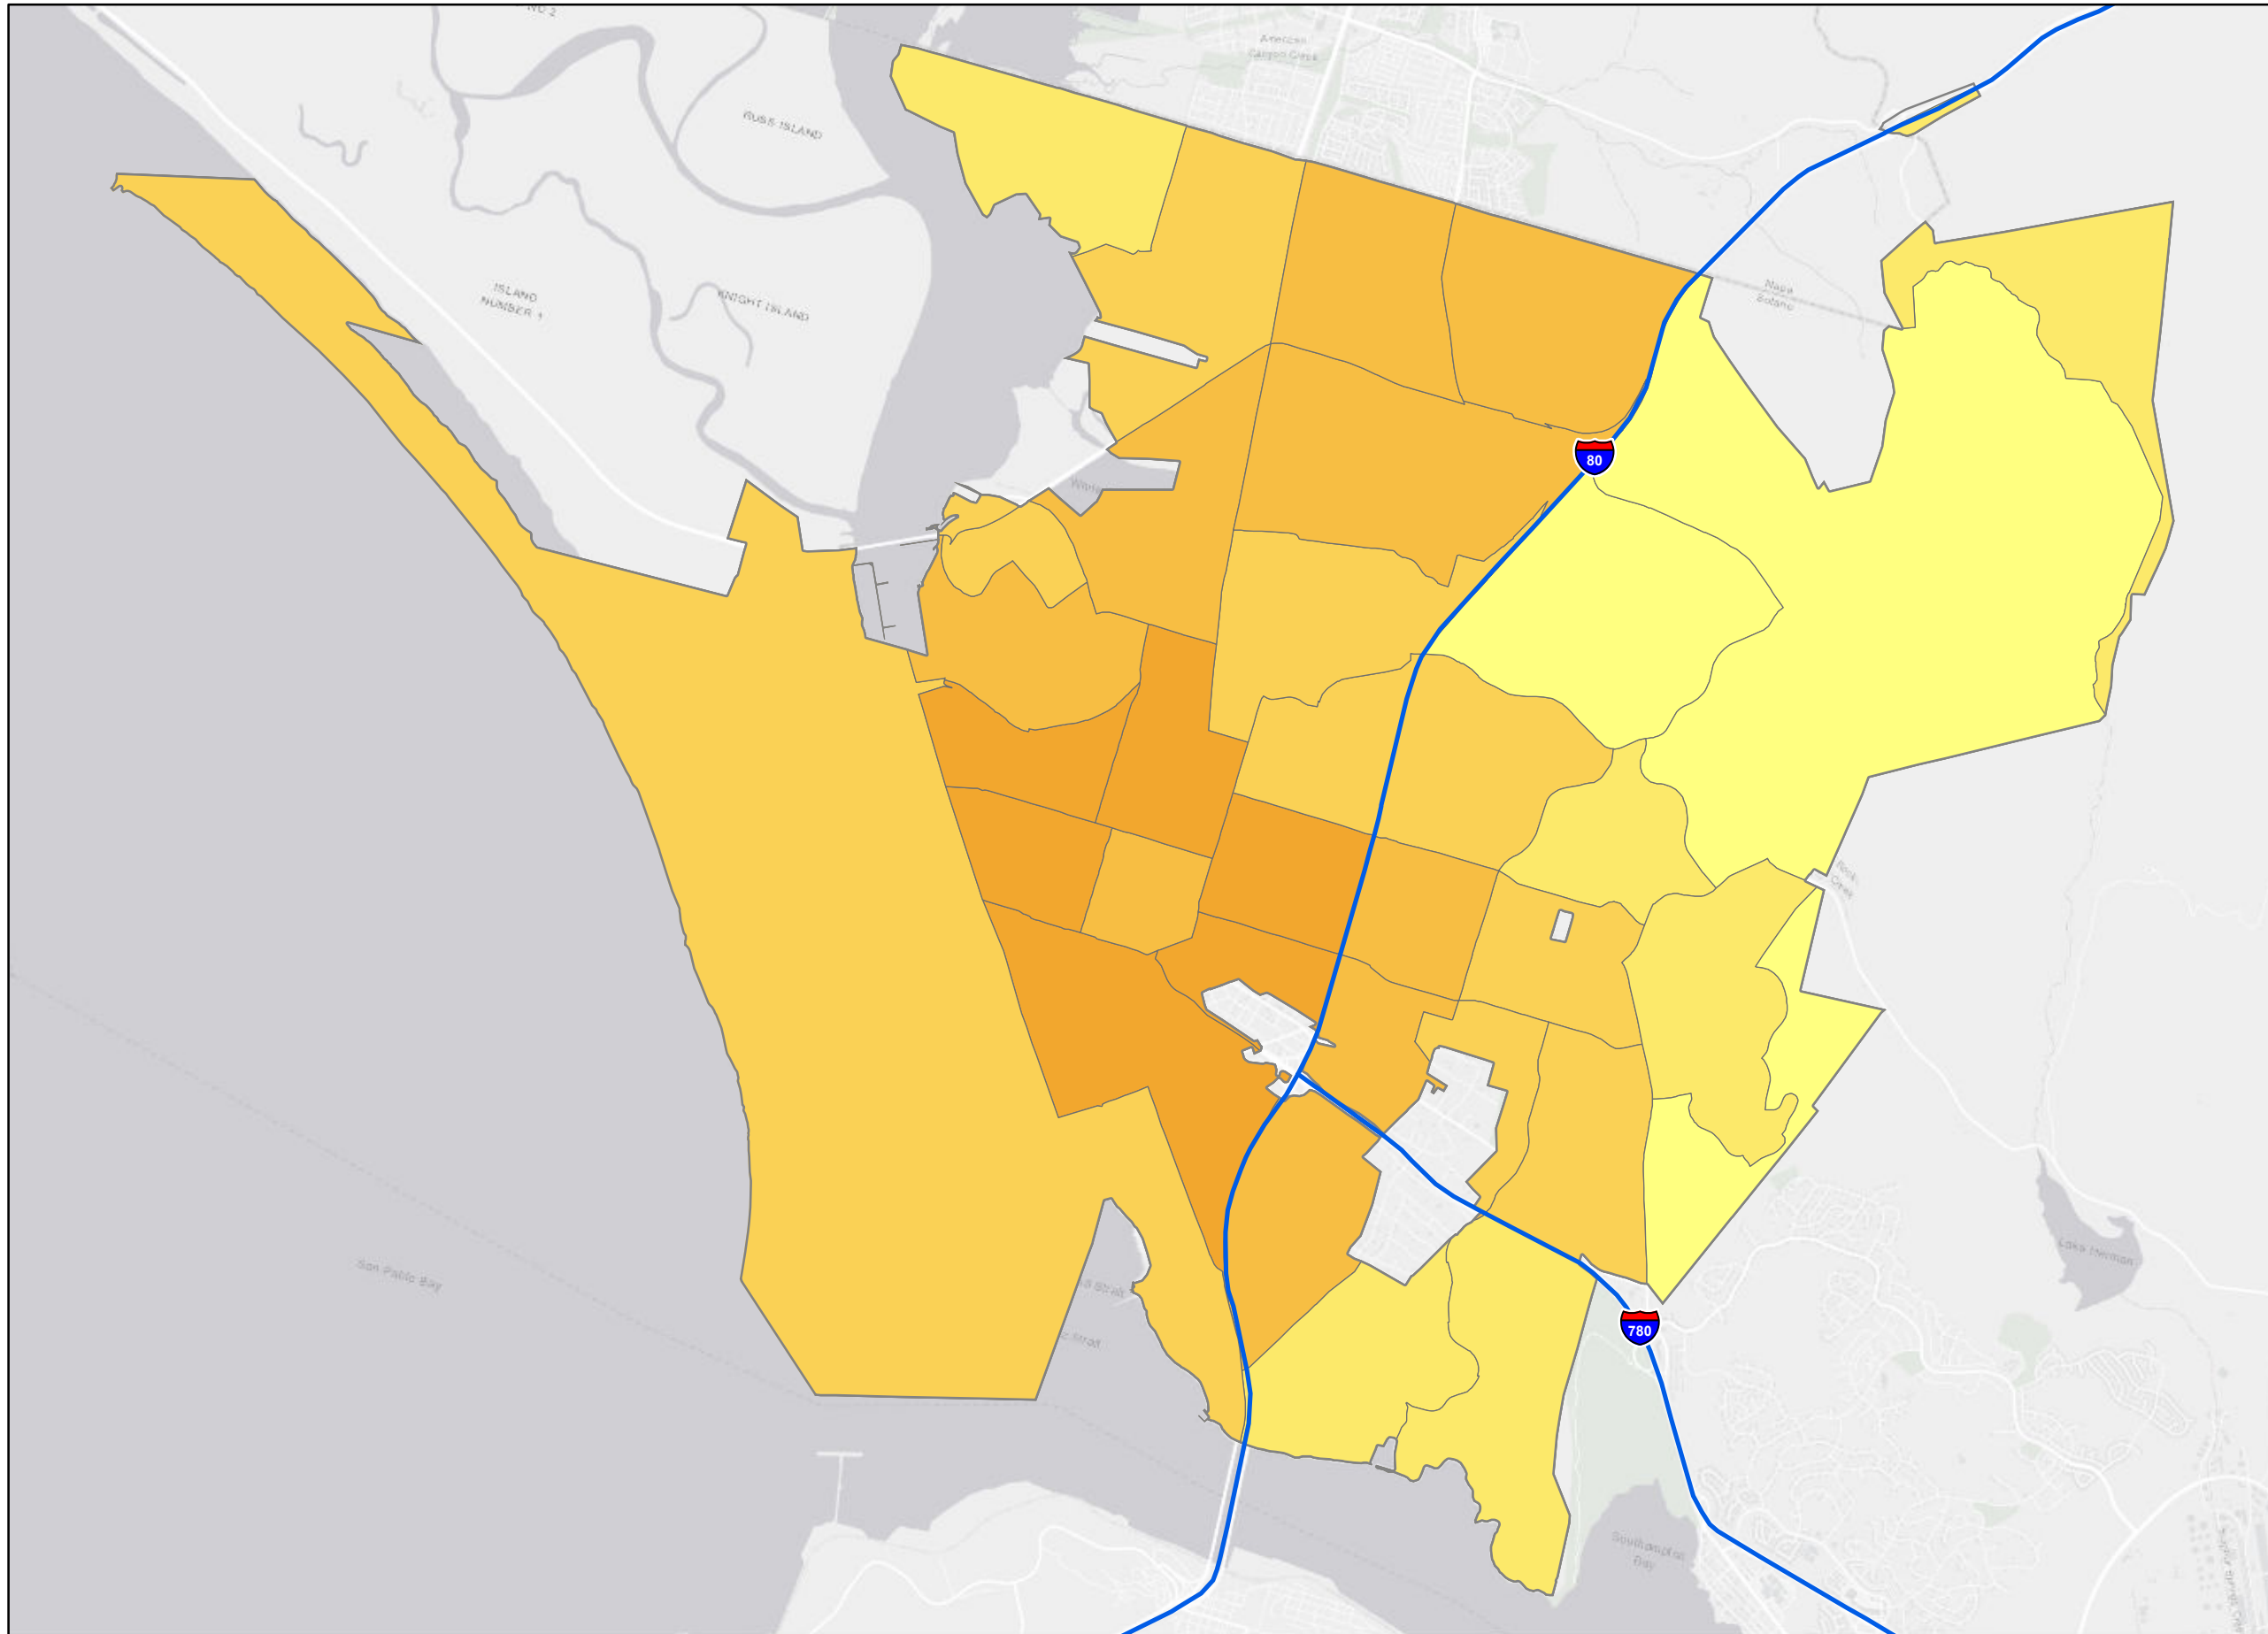 American
Canyon Creek
RUSS ISLAND
ISLAND
NUMBER 1
KNIGHT ISLAND
Napa
Solano
80
San Pablo Bay
Lake Herman
780
Southampton
Bay